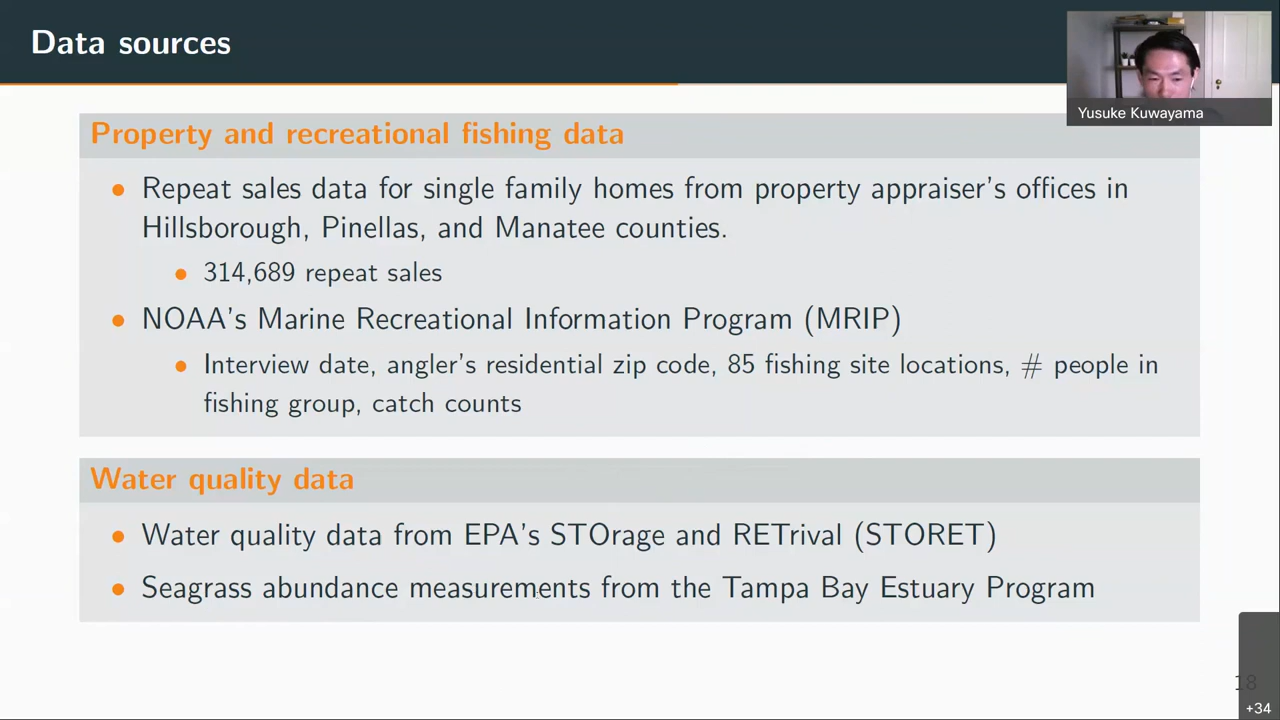 Data sources
Yusuke Kuwayama
Property and recreational fishing data
Repeat sales data for single family homes from property appraiser's offices in
Hillsborough, Pinellas, and Manatee counties.
314,689 repeat sales
NOAA's Marine Recreational Information Program (MRIP)
Interview date, angler's residential zip code, 85 fishing site locations, # people in
fishing group, catch counts
Water quality data
Water quality data from EPA's STOrage and RETrival (STORET)
Seagrass abundance measurements from the Tampa Bay Estuary Program
18
+34